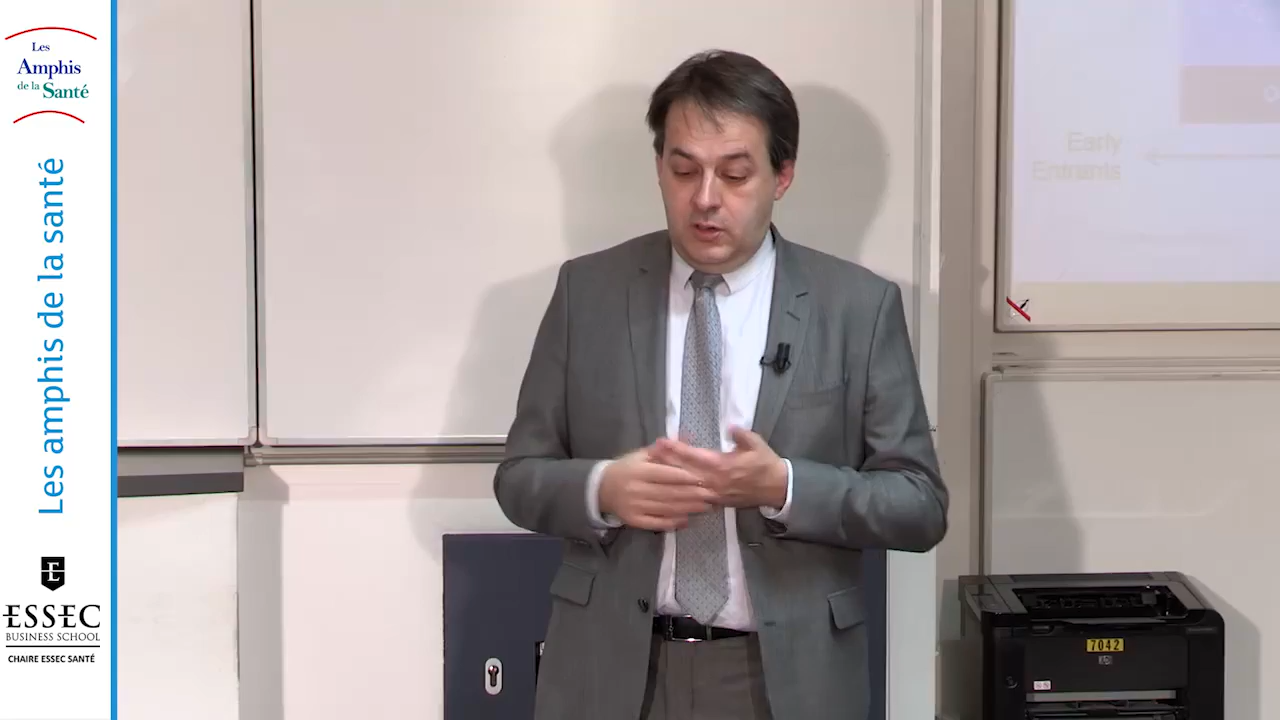 Les
Amphis
de la Santé
Les amphis de la santé
E
ESSEC
BUSINESS SCHOOL
CHAIRE ESSEC SANTÉ
Early
Entrants
7042
hp